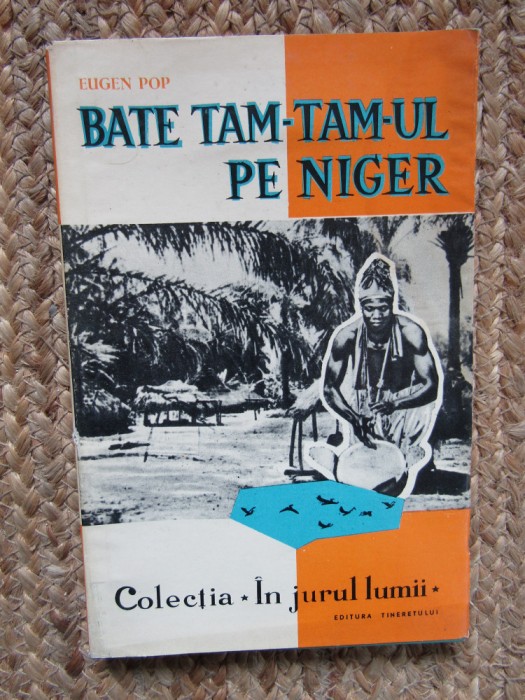 EUGEN POP
BATE TAM-TAM-UL
PE NIGER
Colecția ★ În jurul lumii ★
EDITURA TINERETULUI